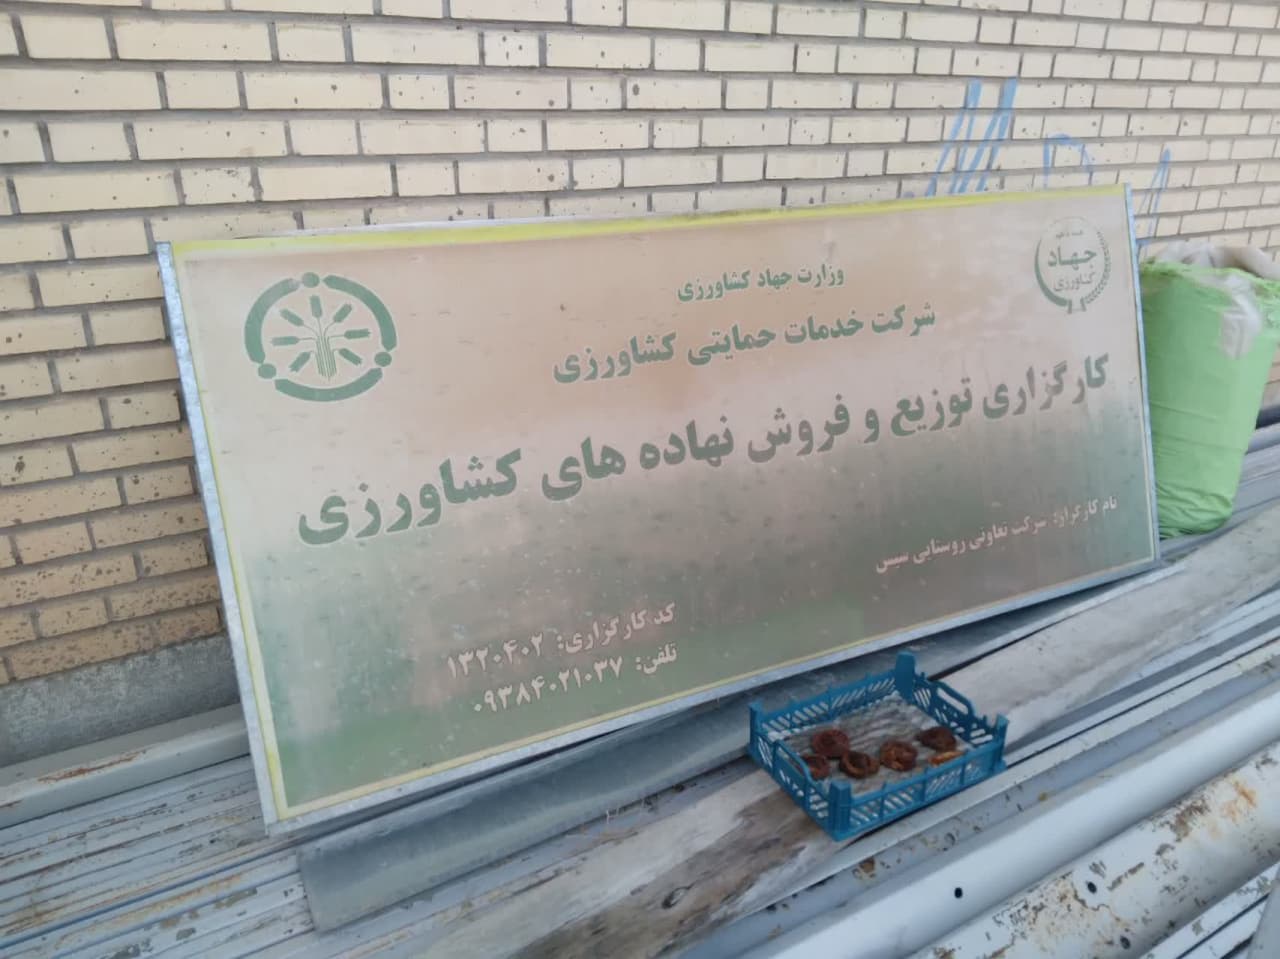 جهاد
کشاورزی
وزارت جهاد کشاورزی
شرکت خدمات حمایتی کشاورزی
کارگزاری توزیع و فروش نهاده های کشاورزی
نام کارگزار: شرکت تعاونی روستایی سیس
کد کارگزاری: ۱۳۲۰۴۰۲
تلفن: ۰۹۳۸۴۰۲۱۰۳۷